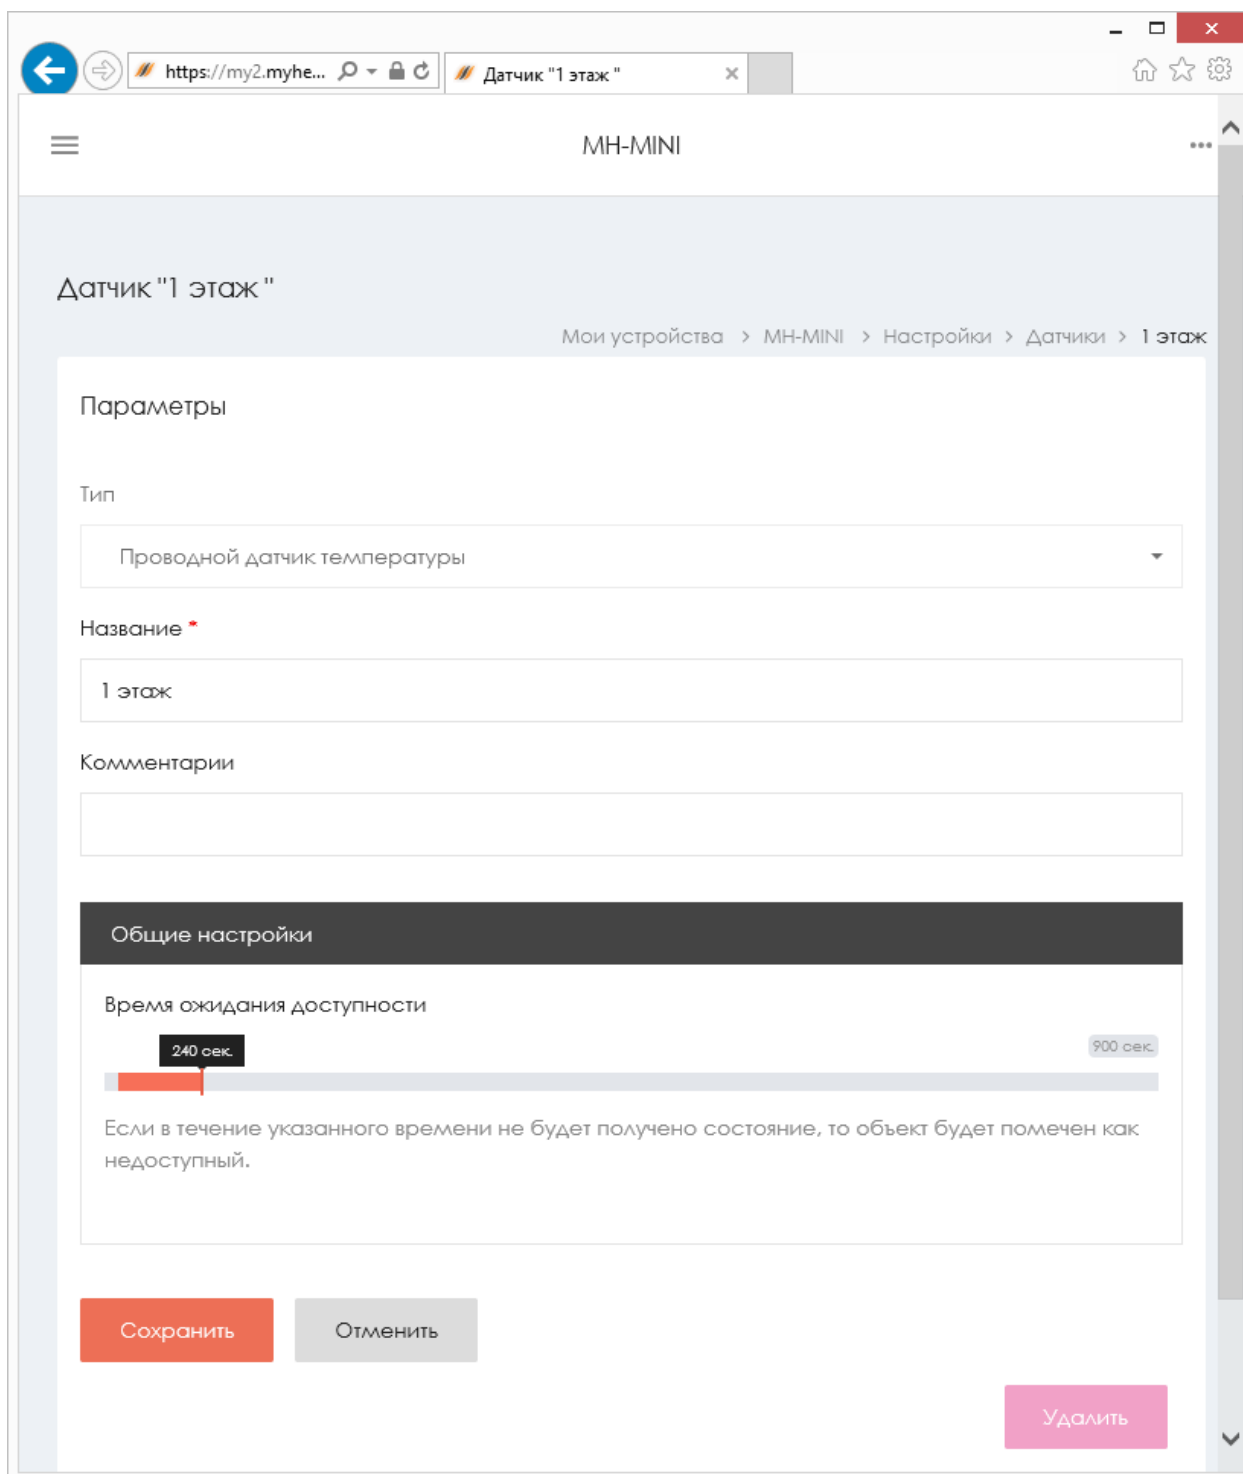 https://my2.myhe...
Датчик "1 этаж "
MH-MINI
Датчик "1 этаж "
Мои устройства > MH-MINI > Настройки > Датчики > 1 этаж
Параметры
Тип
Проводной датчик температуры
Название *
1 этаж
Комментарии
Общие настройки
Время ожидания доступности
240 сек.
900 сек.
Если в течение указанного времени не будет получено состояние, то объект будет помечен как
недоступный.
Сохранить
Отменить
Удалить